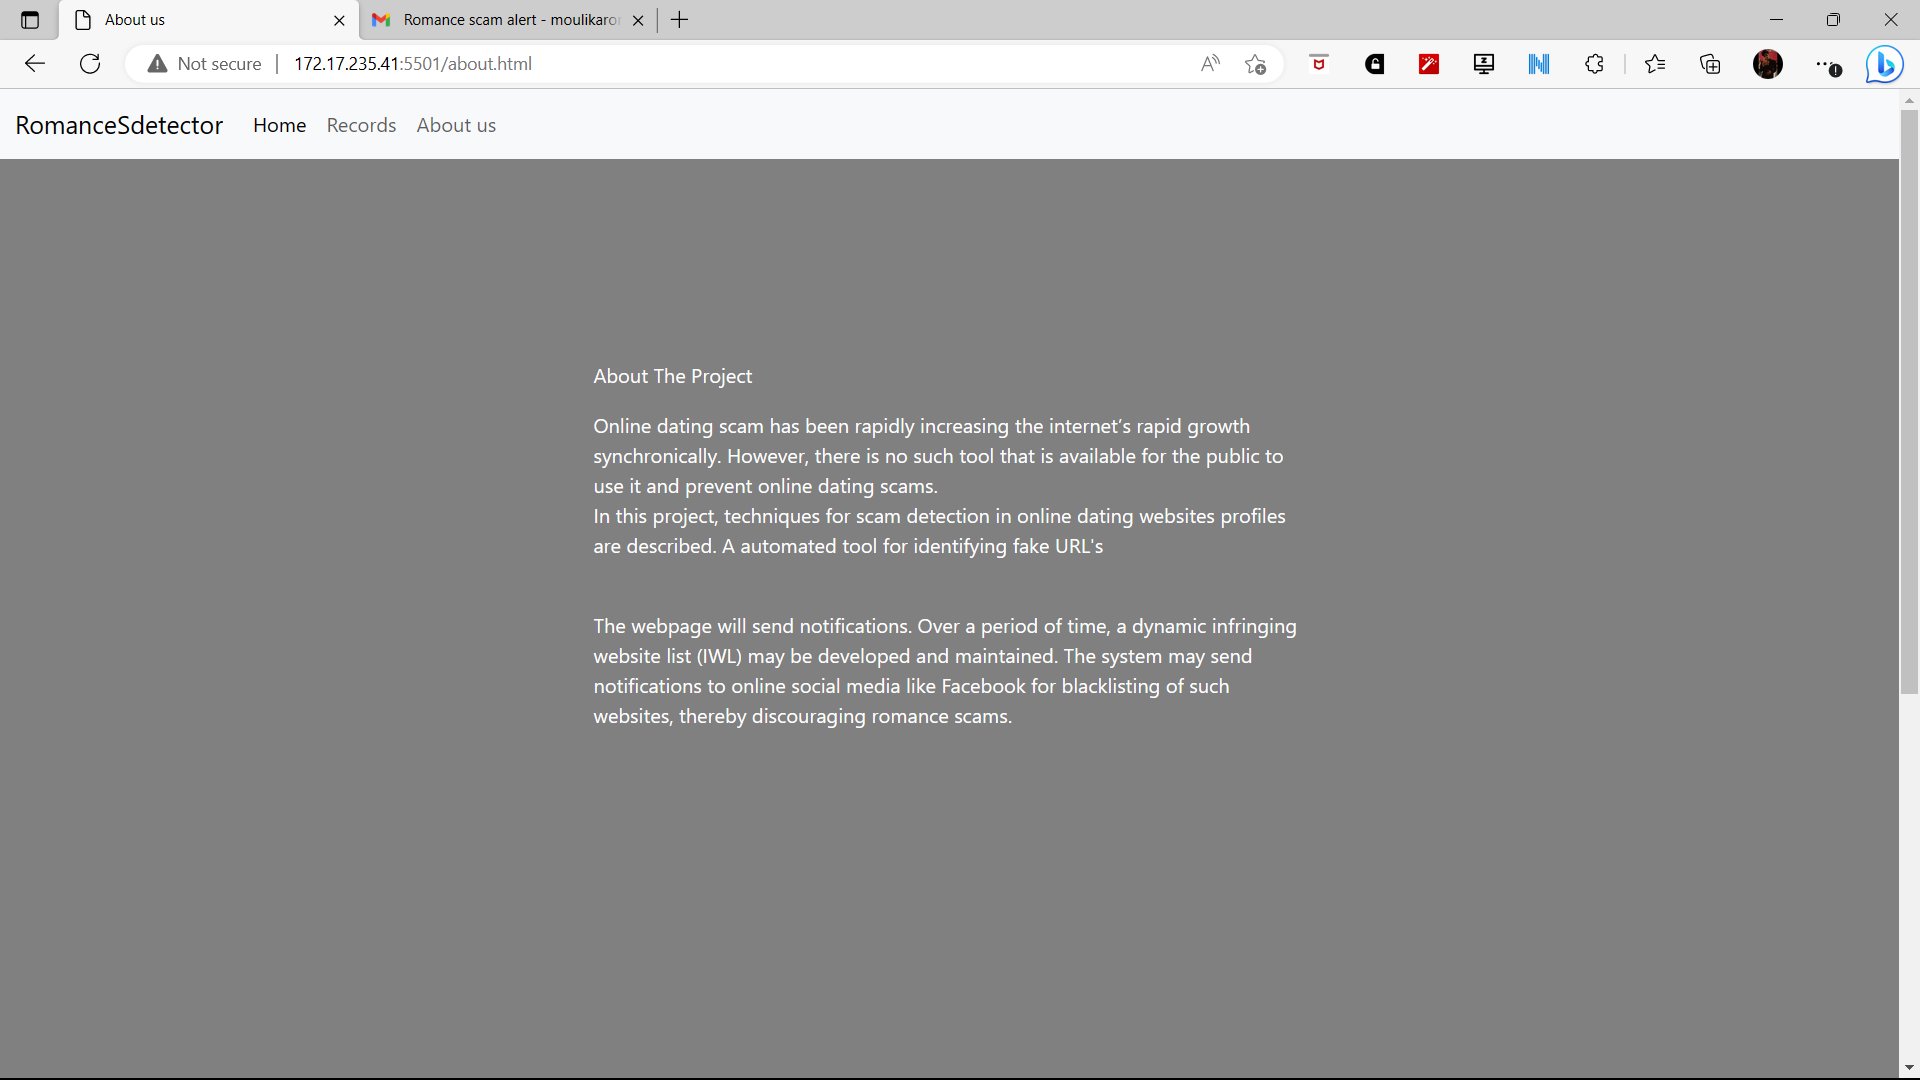 About us
Romance scam alert - moulikaro
Not secure
172.17.235.41:5501/about.html
RomanceSdetector
Home
Records
About us
About The Project
Online dating scam has been rapidly increasing the internet’s rapid growth
synchronically. However, there is no such tool that is available for the public to
use it and prevent online dating scams.
In this project, techniques for scam detection in online dating websites profiles
are described. A automated tool for identifying fake URL's
The webpage will send notifications. Over a period of time, a dynamic infringing
website list (IWL) may be developed and maintained. The system may send
notifications to online social media like Facebook for blacklisting of such
websites, thereby discouraging romance scams.